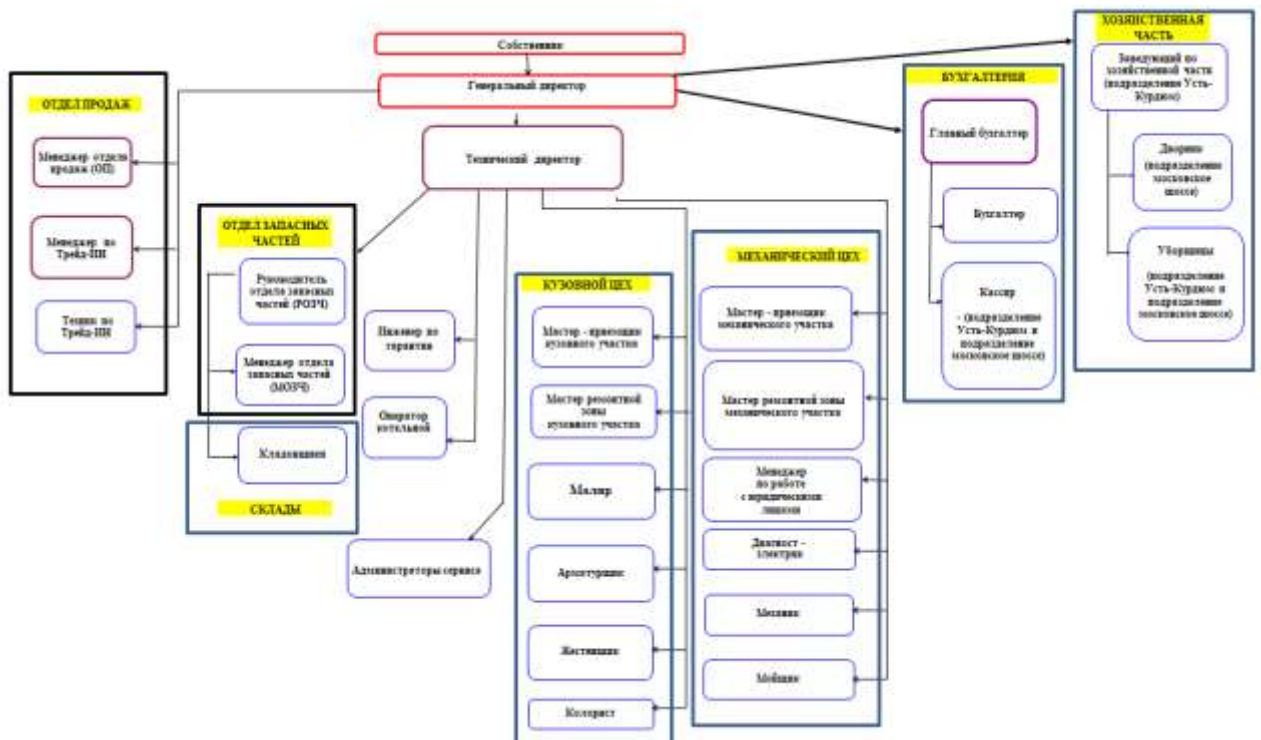 Собственник
Генеральный директор
Технический директор
ОТДЕЛ ПРОДАЖ
Менеджер отдела
продаж (ОП)
Менеджер по
Трейд-ИН
Техник по
Трейд-ИН
ОТДЕЛ ЗАПАСНЫХ
ЧАСТЕЙ
Руководитель
отдела запасных
частей (РОЗЧ)
Менеджер отдела
запасных частей
(МОЗЧ)
Кладовщики
СКЛАДЫ
Инженер по
гарантии
Оператор
котельной
Администраторы сервиса
КУЗОВНОЙ ЦЕХ
Мастер - приемщик
кузовного участка
Мастер ремонтной
зоны
кузовного участка
Маляр
Арматурщик
Жестянщик
Колорист
МЕХАНИЧЕСКИЙ ЦЕХ
Мастер - приемщик
механического участка
Мастер ремонтной зоны
механического участка
Менеджер
по работе
с юридическими
лицами
Диагност -
электрик
Механик
Мойщик
БУХГАЛТЕРИЯ
Главный бухгалтер
Бухгалтер
Кассир
- (подразделение
Усть-Курдюм и
подразделение
московское шоссе)
ХОЗЯЙСТВЕННАЯ
ЧАСТЬ
Заведующий по
хозяйственной части
(подразделение Усть-
Курдюм)
Дворник
(подразделение
московское
шоссе)
Уборщицы
(подразделение
Усть-Курдюм и
подразделение
московское шоссе)